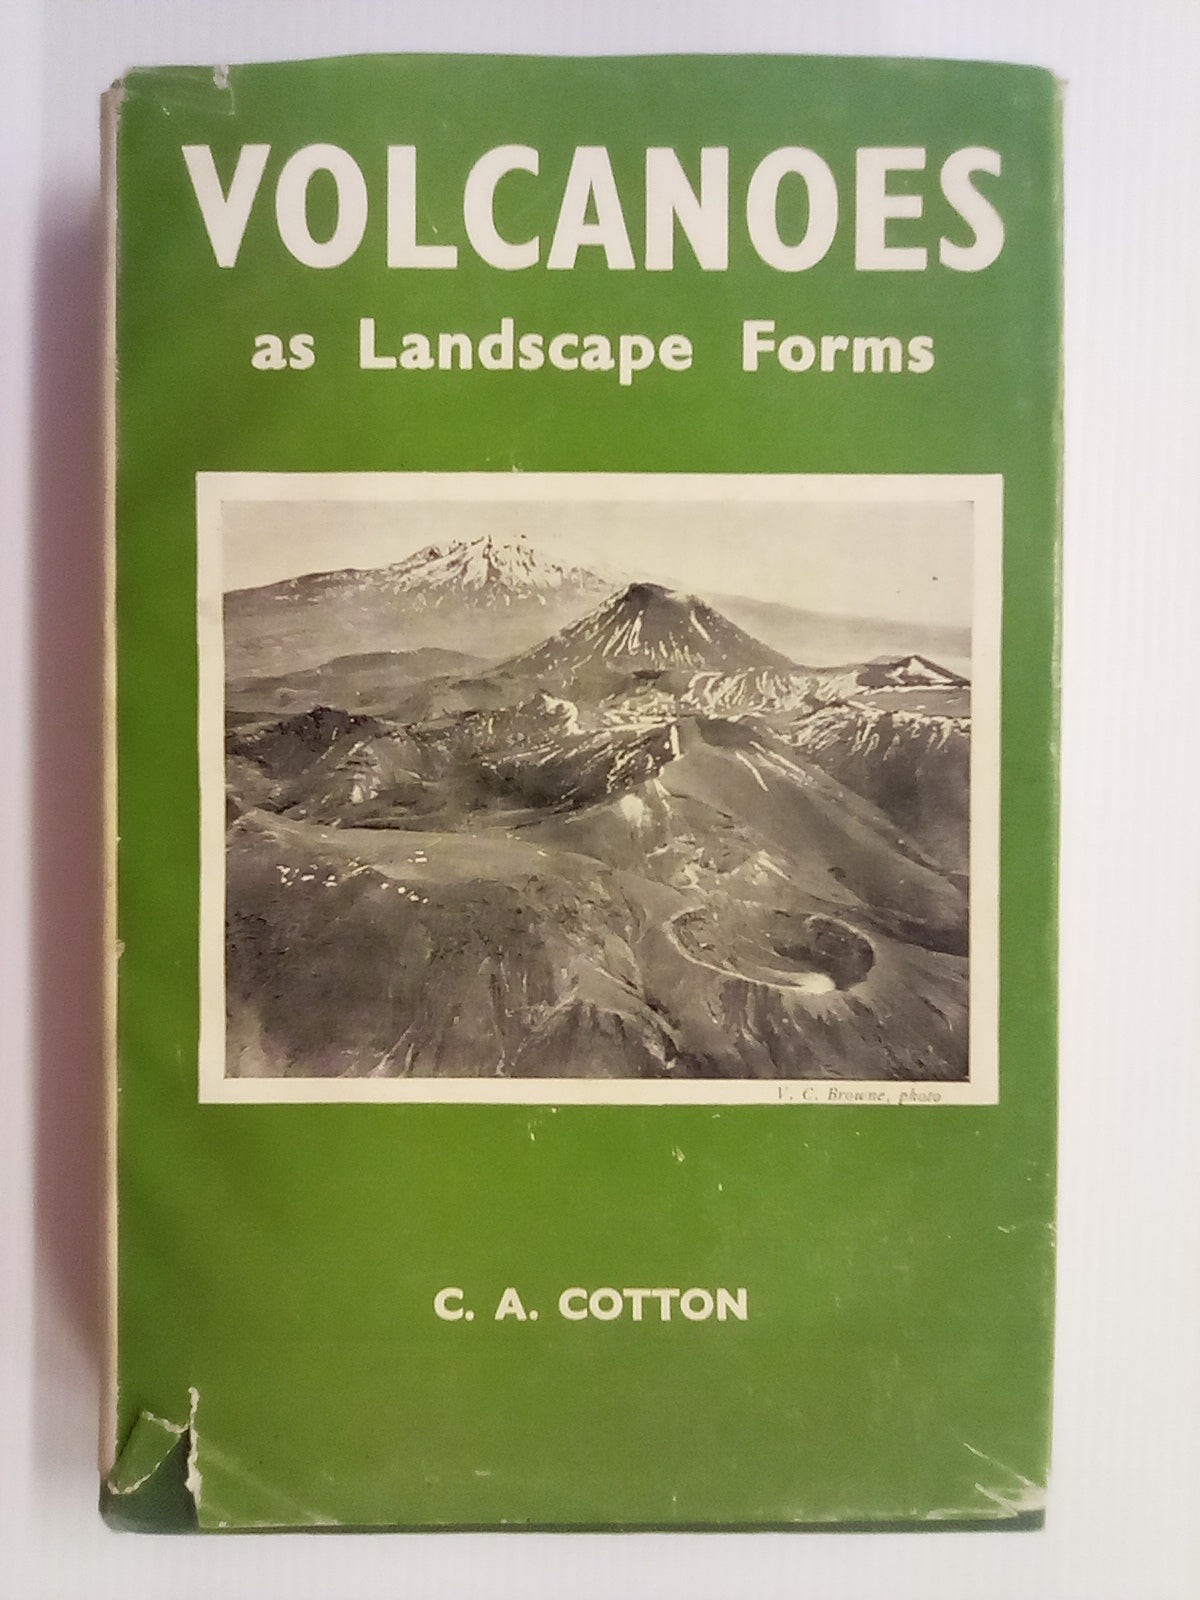 VOLCANOES
as Landscape Forms
V. C. Browne, photo
C. A. COTTON